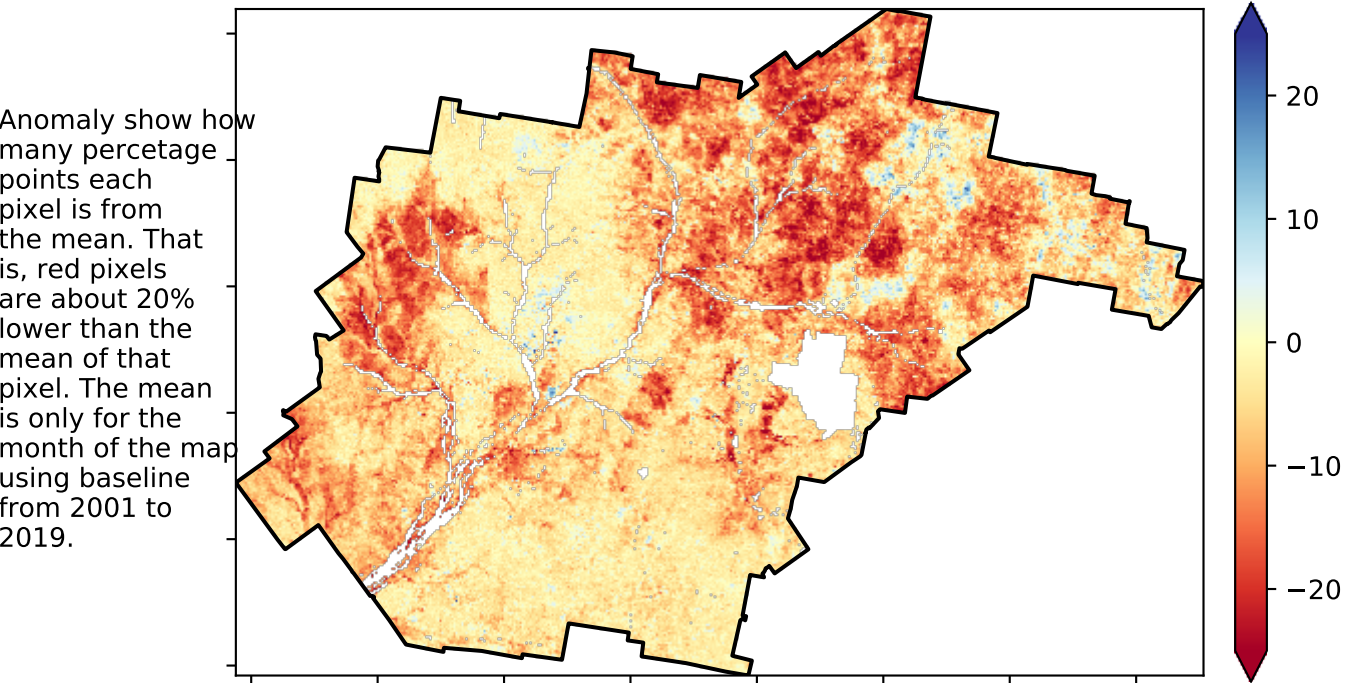 Anomaly show how
many percetage
points each
pixel is from
the mean. That
is, red pixels
are about 20%
lower than the
mean of that
pixel. The mean
is only for the
month of the map
using baseline
from 2001 to
2019.
20
10
0
−10
−20